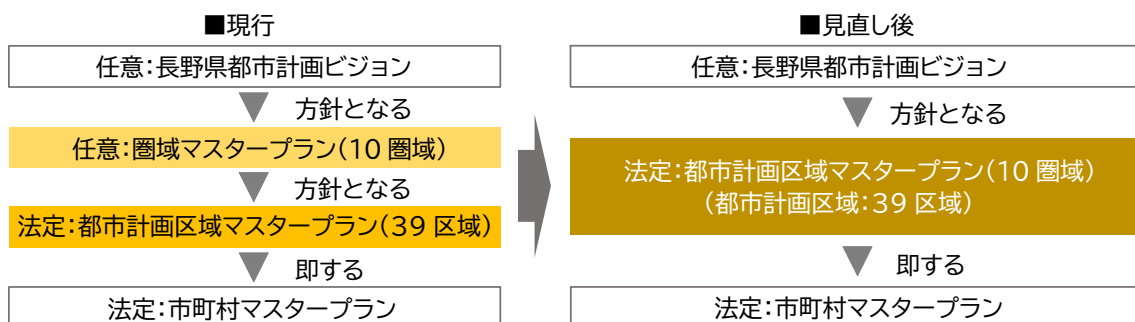 ■現行
任意：長野県都市計画ビジョン
方針となる
任意：圏域マスタープラン（10 圏域）
方針となる
法定：都市計画区域マスタープラン（39 区域）
即する
法定：市町村マスタープラン
■見直し後
任意：長野県都市計画ビジョン
方針となる
法定：都市計画区域マスタープラン（10 圏域）
（都市計画区域：39 区域）
即する
法定：市町村マスタープラン